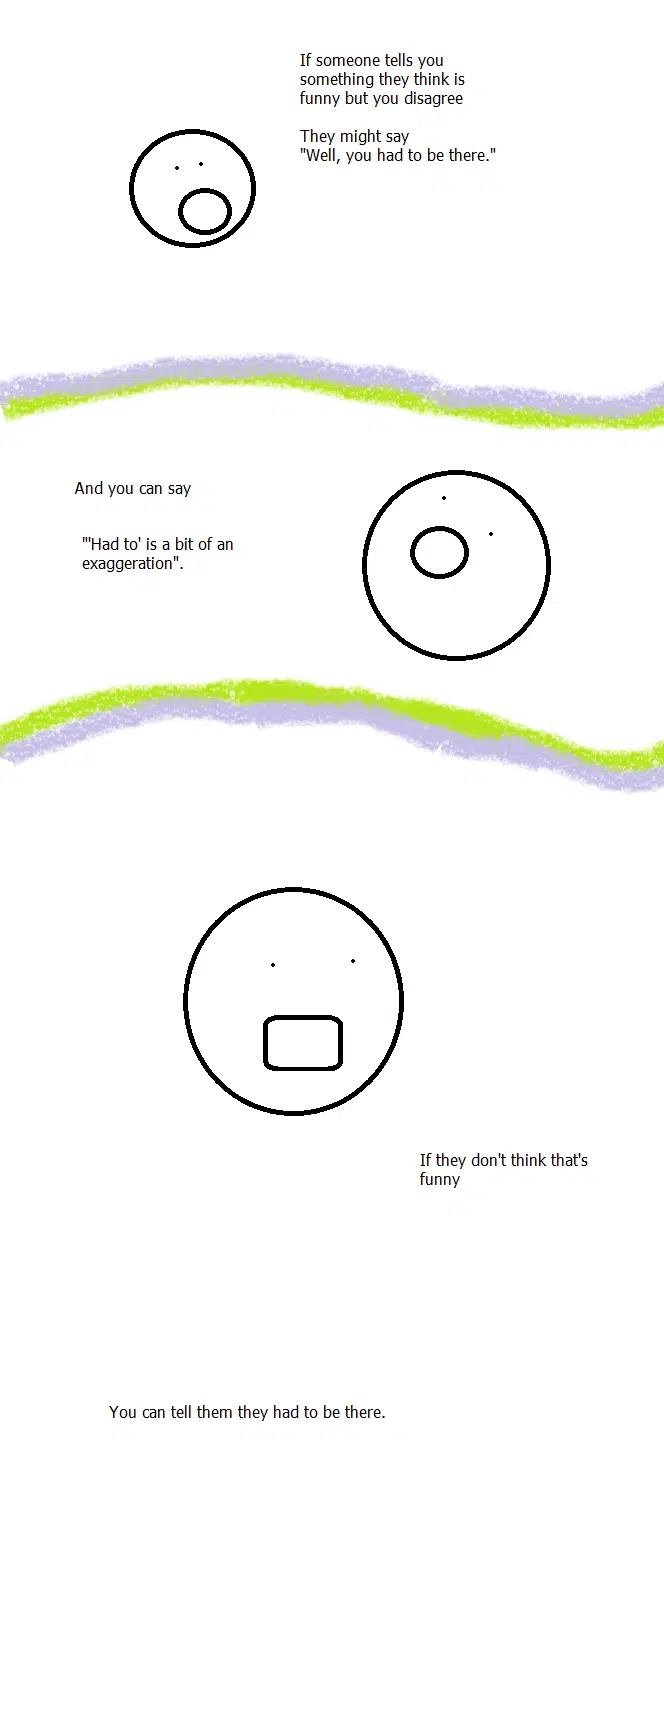 If someone tells you
something they think is
funny but you disagree
They might say
"Well, you had to be there."
And you can say
"'Had to' is a bit of an
exaggeration".
If they don't think that's
funny
You can tell them they had to be there.